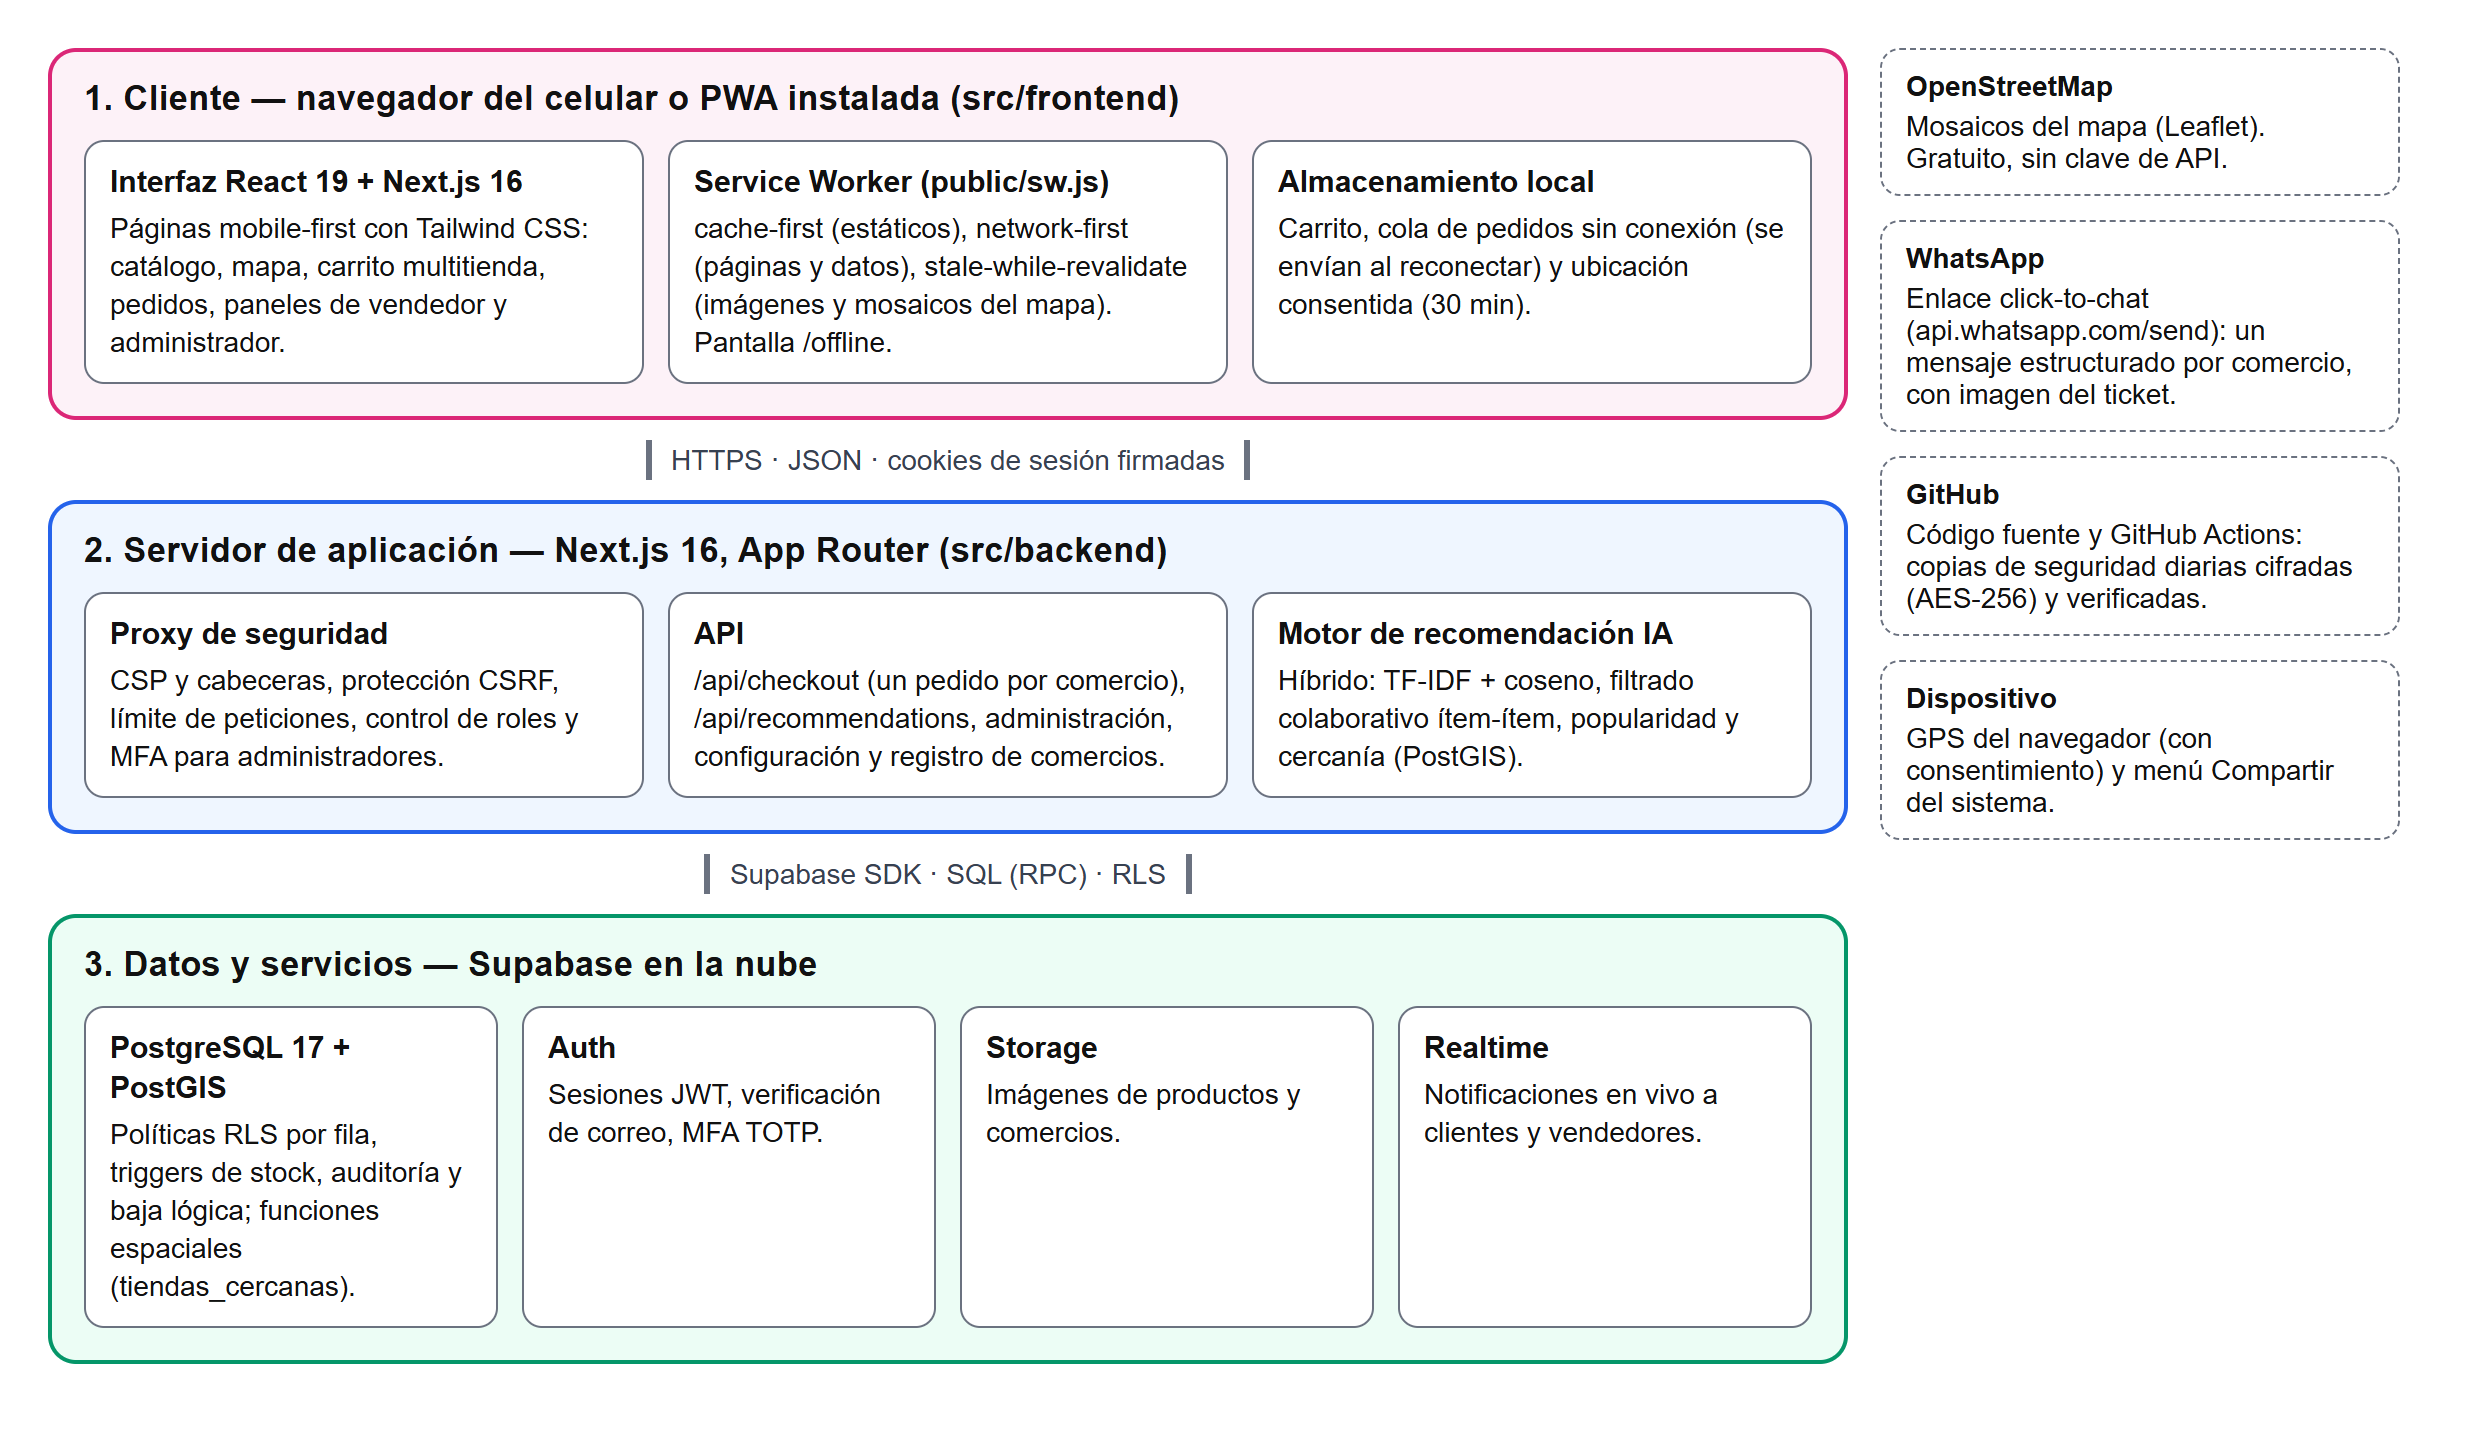 1. Cliente — navegador del celular o PWA instalada (src/frontend)
Interfaz React 19 + Next.js 16
Páginas mobile-first con Tailwind CSS:
catálogo, mapa, carrito multitienda,
pedidos, paneles de vendedor y
administrador.
Service Worker (public/sw.js)
cache-first (estáticos), network-first
(páginas y datos), stale-while-revalidate
(imágenes y mosaicos del mapa).
Pantalla /offline.
Almacenamiento local
Carrito, cola de pedidos sin conexión (se
envían al reconectar) y ubicación
consentida (30 min).
HTTPS · JSON · cookies de sesión firmadas
2. Servidor de aplicación — Next.js 16, App Router (src/backend)
Proxy de seguridad
CSP y cabeceras, protección CSRF,
límite de peticiones, control de roles y
MFA para administradores.
API
/api/checkout (un pedido por comercio),
/api/recommendations, administración,
configuración y registro de comercios.
Motor de recomendación IA
Híbrido: TF-IDF + coseno, filtrado
colaborativo ítem-ítem, popularidad y
cercanía (PostGIS).
Supabase SDK · SQL (RPC) · RLS
3. Datos y servicios — Supabase en la nube
PostgreSQL 17 +
PostGIS
Políticas RLS por fila,
triggers de stock, auditoría y
baja lógica; funciones
espaciales
(tiendas_cercanas).
Auth
Sesiones JWT, verificación
de correo, MFA TOTP.
Storage
Imágenes de productos y
comercios.
Realtime
Notificaciones en vivo a
clientes y vendedores.
OpenStreetMap
Mosaicos del mapa (Leaflet).
Gratuito, sin clave de API.
WhatsApp
Enlace click-to-chat
(api.whatsapp.com/send): un
mensaje estructurado por comercio,
con imagen del ticket.
GitHub
Código fuente y GitHub Actions:
copias de seguridad diarias cifradas
(AES-256) y verificadas.
Dispositivo
GPS del navegador (con
consentimiento) y menú Compartir
del sistema.